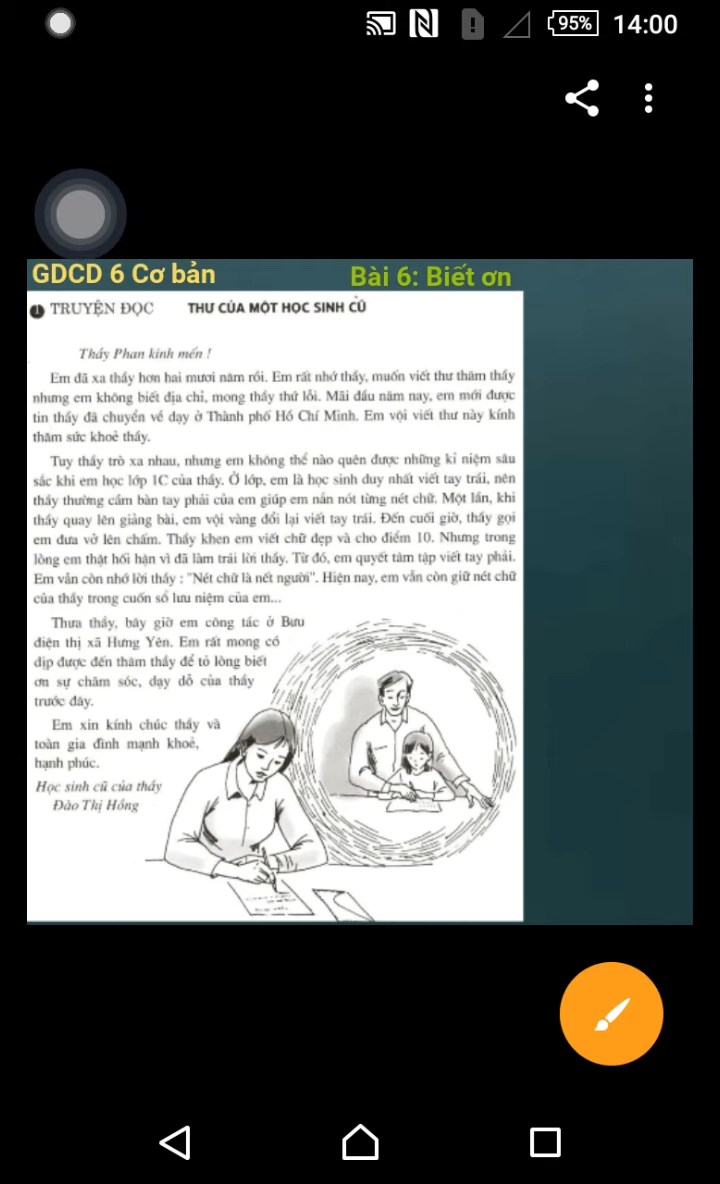 95%
14:00
GDCD 6 Cơ bản
Bài 6: Biết ơn
1 TRUYỆN ĐỌC
THƯ CỦA MỘT HỌC SINH CŨ
Thầy Phan kính mến !
Em đã xa thầy hơn hai mươi năm rồi. Em rất nhớ thầy, muốn viết thư thăm thầy
nhưng em không biết địa chỉ, mong thầy thứ lỗi. Mãi đầu năm nay, em mới được
tin thầy đã chuyển về dạy ở Thành phố Hồ Chí Minh. Em vội viết thư này kính
thăm sức khoẻ thầy.
Tuy thầy trò xa nhau, nhưng em không thể nào quên được những kỉ niệm sâu
sắc khi em học lớp 1C của thầy. Ở lớp, em là học sinh duy nhất viết tay trái, nên
thầy thường cầm bàn tay phải của em giúp em nắn nót từng nét chữ. Một lần, khi
thầy quay lên giảng bài, em vội vàng đổi lại viết tay trái. Đến cuối giờ, thầy gọi
em đưa vở lên chấm. Thầy khen em viết chữ đẹp và cho điểm 10. Nhưng trong
lòng em thật hối hận vì đã làm trái lời thầy. Từ đó, em quyết tâm tập viết tay phải.
Em vẫn còn nhớ lời thầy : "Nét chữ là nết người". Hiện nay, em vẫn còn giữ nét chữ
của thầy trong cuốn sổ lưu niệm của em...
Thưa thầy, bây giờ em công tác ở Bưu
điện thị xã Hưng Yên. Em rất mong có
dịp được đến thăm thầy để tỏ lòng biết
ơn sự chăm sóc, dạy dỗ của thầy
trước đây.
Em xin kính chúc thầy và
toàn gia đình mạnh khoẻ,
hạnh phúc.
Học sinh cũ của thầy
Đào Thị Hồng